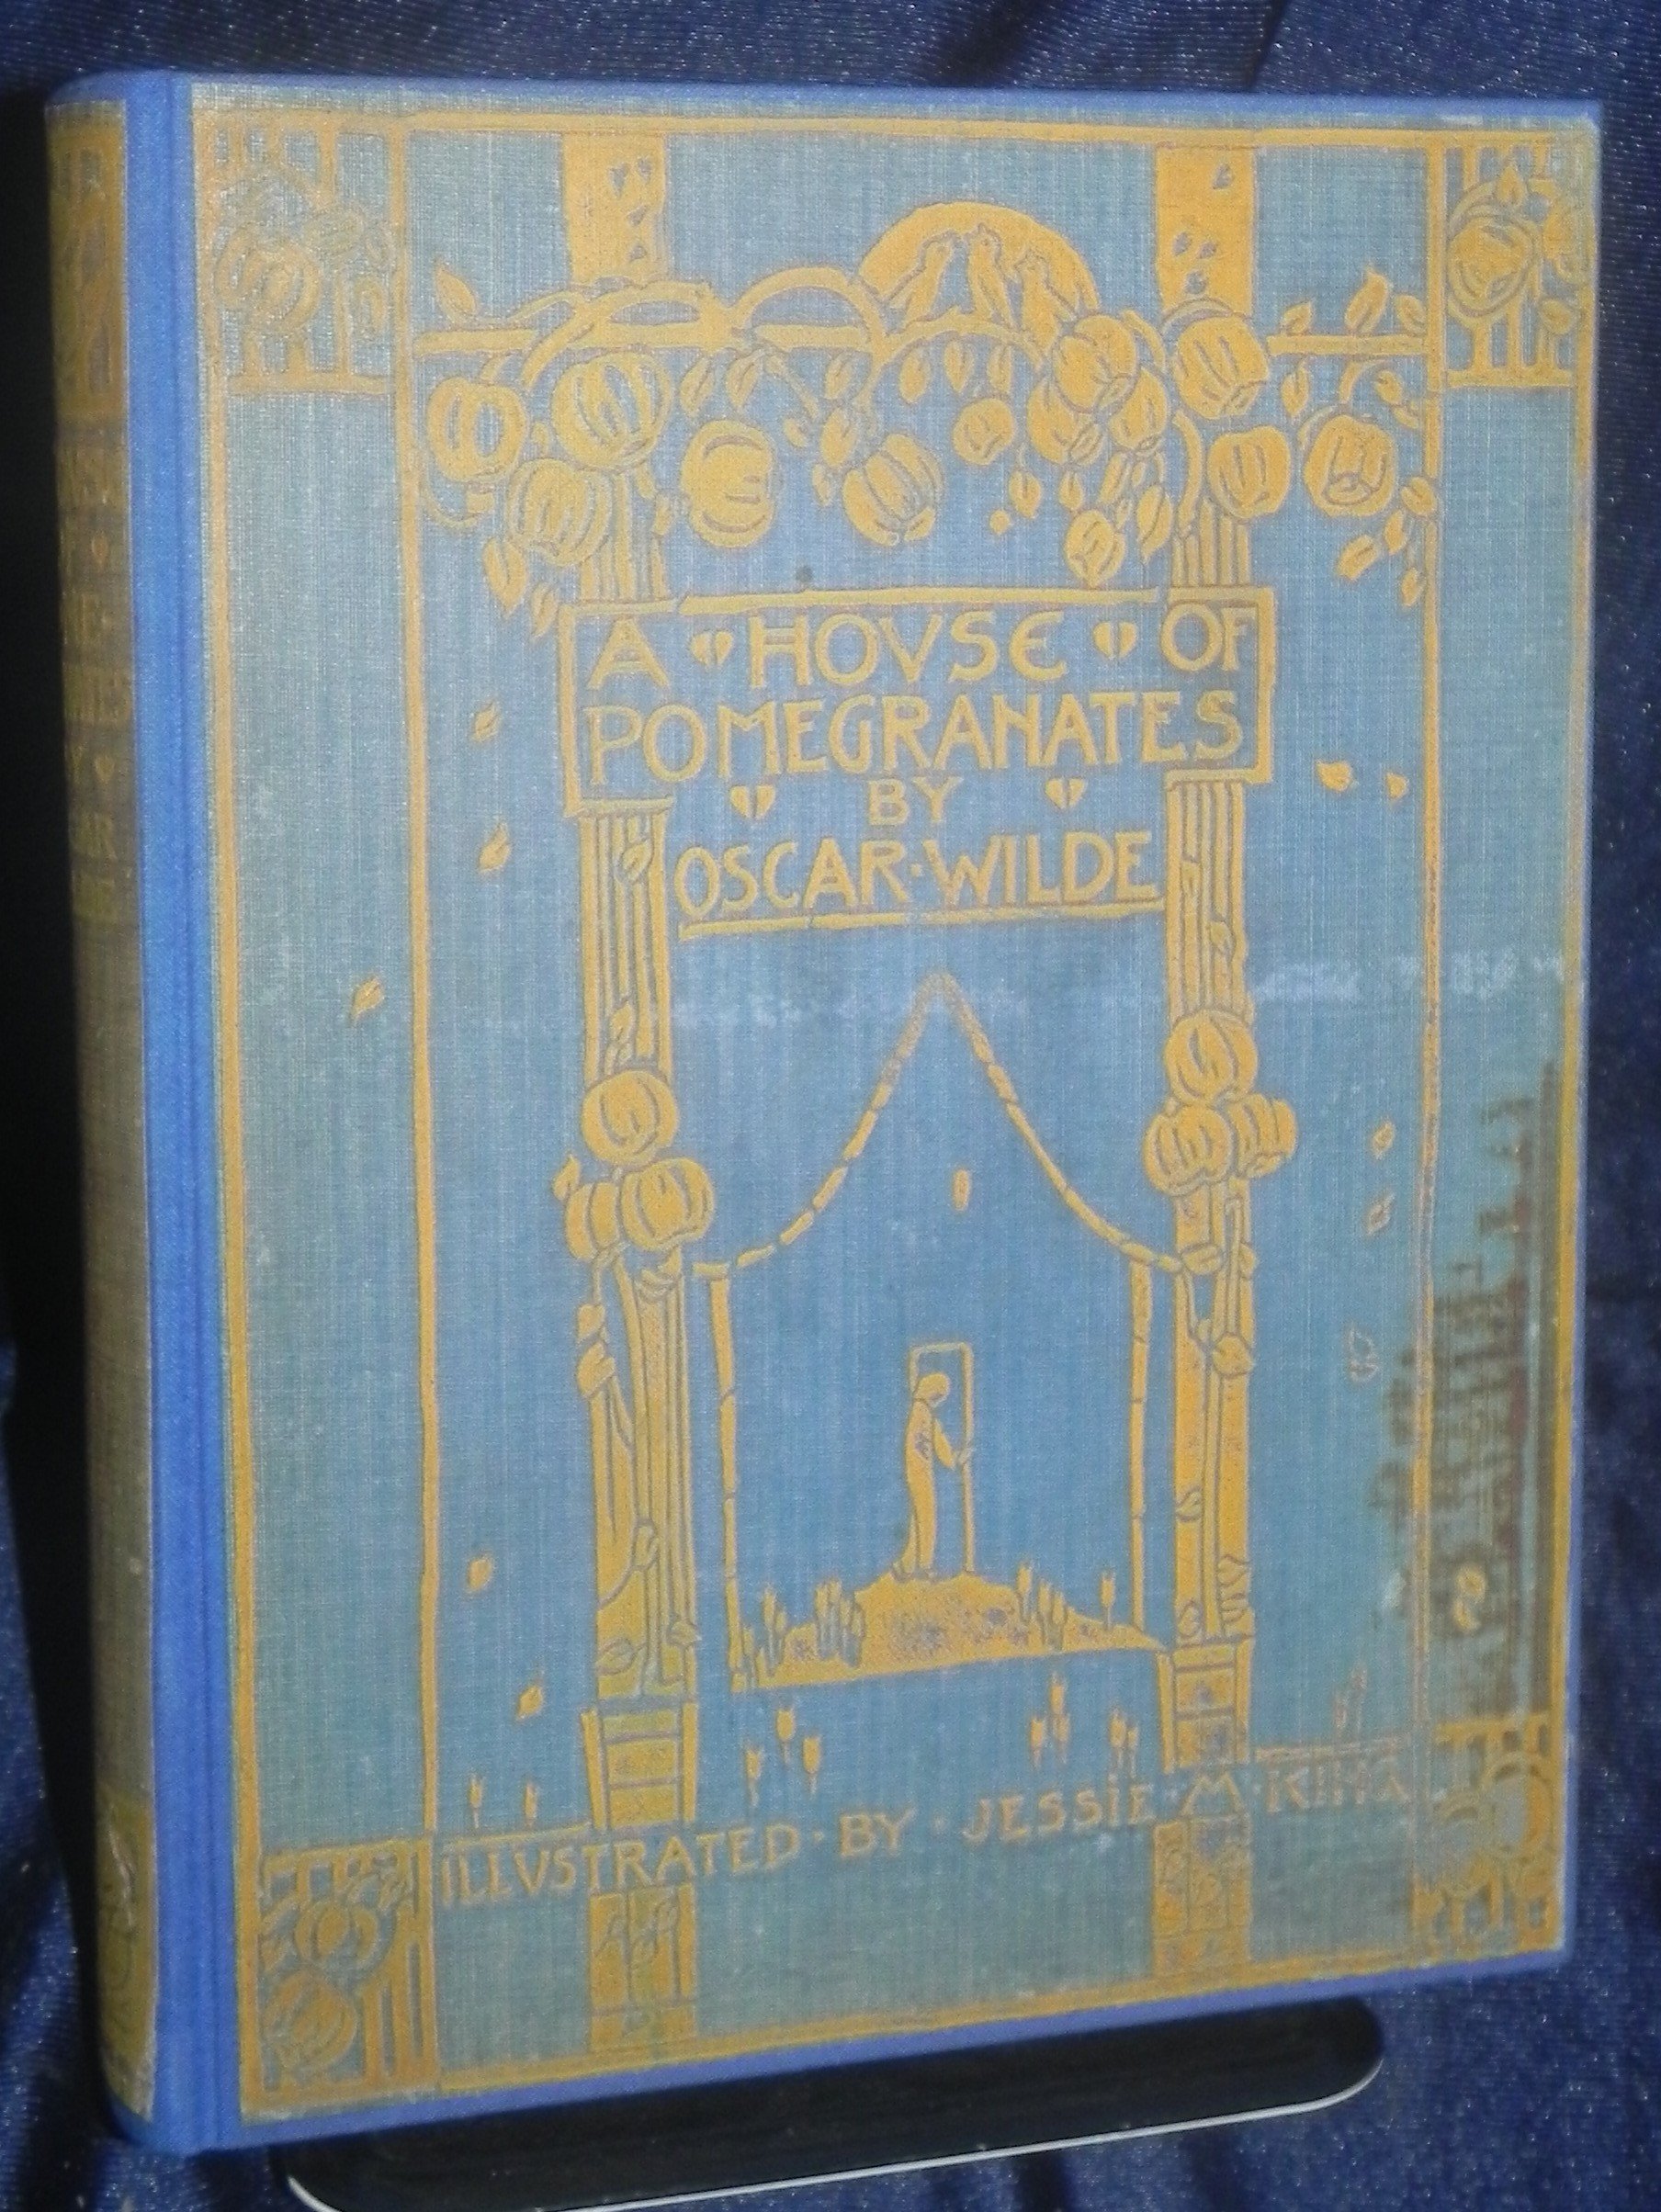 A HOVSE OF
POMEGRANATES
BY
OSCAR·WILDE
ILLVSTRATED·BY·JESSIE·M·KING